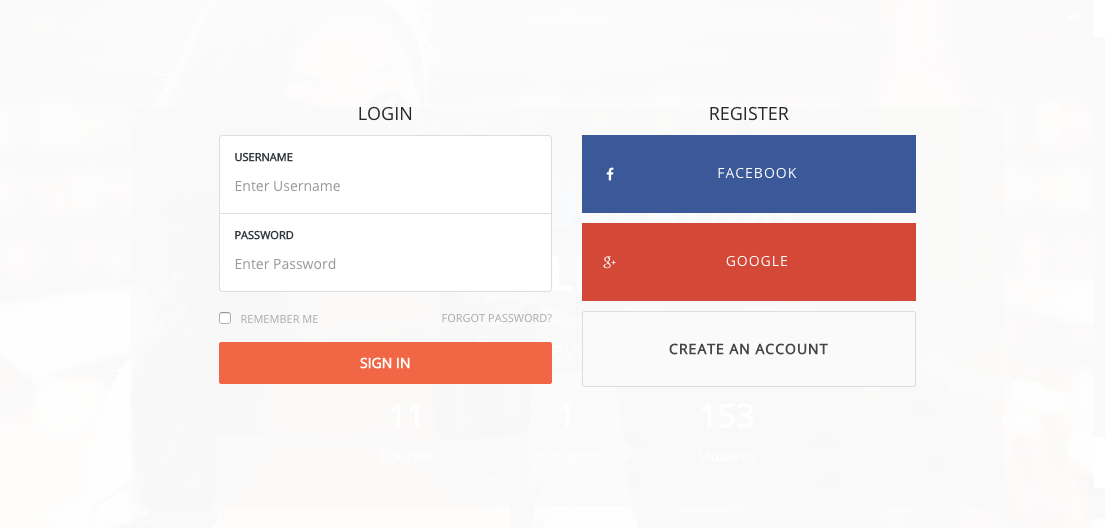 LOGIN
USERNAME
Enter Username
PASSWORD
Enter Password
REMEMBER ME
FORGOT PASSWORD?
SIGN IN
REGISTER
FACEBOOK
g+
GOOGLE
CREATE AN ACCOUNT
11
1
153
Courses
Students